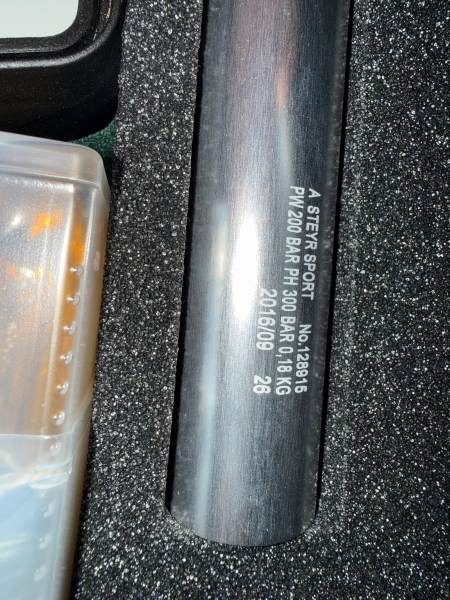 A STEYR SPORT No.128915
PW 200 BAR PH 300 BAR 0,18 KG
2016/09 26